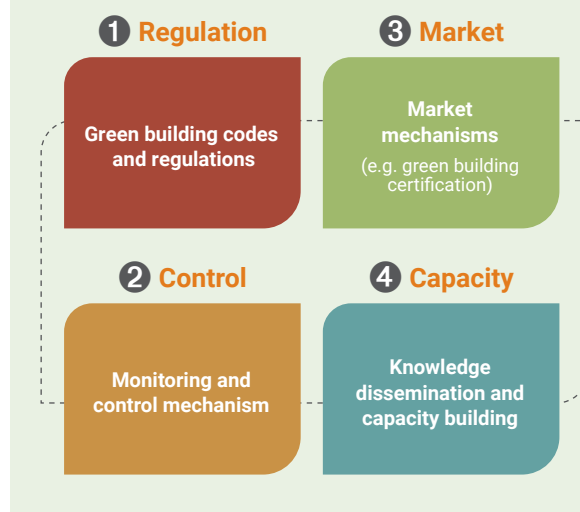 1 Regulation
Green building codes
and regulations
2 Control
Monitoring and
control mechanism
3 Market
Market
mechanisms
(e.g. green building
certification)
4 Capacity
Knowledge
dissemination and
capacity building